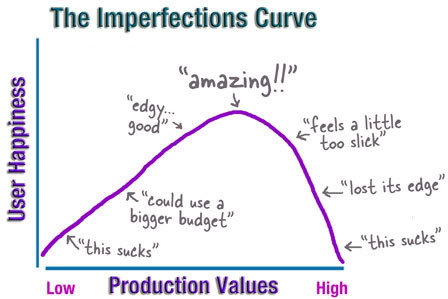 The Imperfections Curve
"amazing!!"
"edgy...
good"
"feels a little
too slick"
"could use a
bigger budget"
"lost its edge"
"this sucks"
"this sucks"
User Happiness
Low
Production Values
High